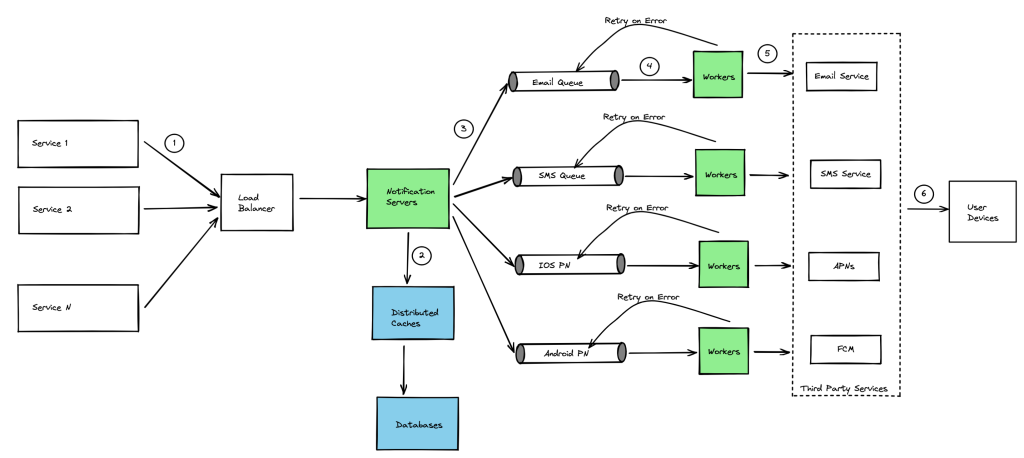 Retry on Error
5
4
Email Queue
Workers
Email Service
Retry on Error
3
Service 1
1
SMS Queue
Workers
SMS Service
Service 2
Load
Balancer
Notification
Servers
6
User
Devices
Retry on Error
2
IOS PN
Workers
APNs
Service N
Distributed
Caches
Retry on Error
Android PN
Workers
FCM
Third Party Services
Databases